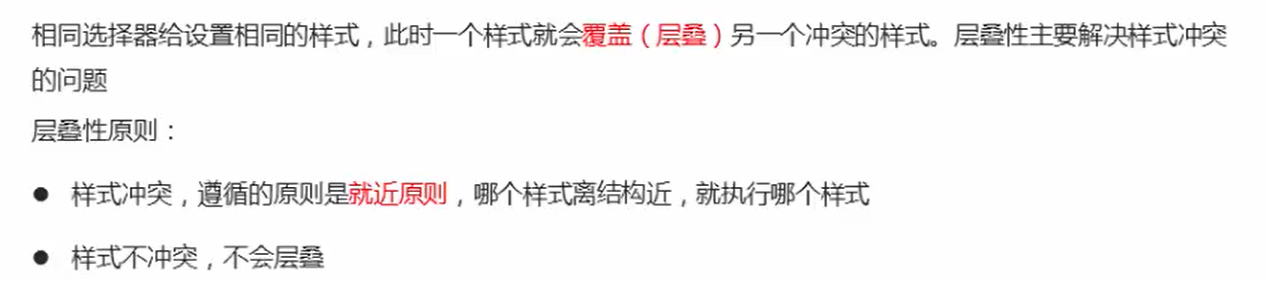 相同选择器给设置相同的样式，此时一个样式就会覆盖（层叠）另一个冲突的样式。层叠性主要解决样式冲突
的问题
层叠性原则：
● 样式冲突，遵循的原则是就近原则，哪个样式离结构近，就执行哪个样式
● 样式不冲突，不会层叠